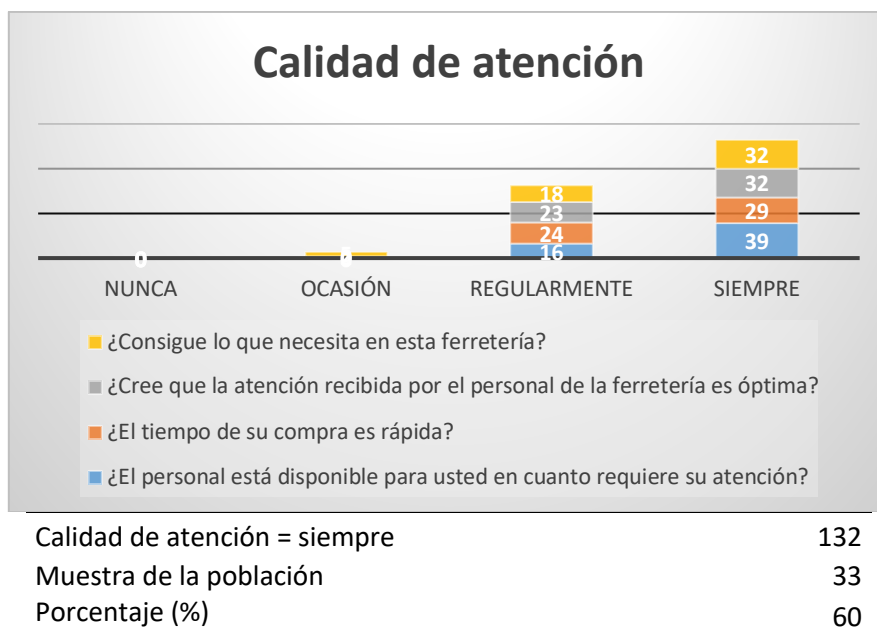 Calidad de atención
32
18
32
23
29
24
39
16
0
NUNCA OCASIÓN REGULARMENTE SIEMPRE
¿Consigue lo que necesita en esta ferretería?
¿Cree que la atención recibida por el personal de la ferretería es óptima?
¿El tiempo de su compra es rápida?
¿El personal está disponible para usted en cuanto requiere su atención?
Calidad de atención = siempre 132
Muestra de la población 33
Porcentaje (%) 60